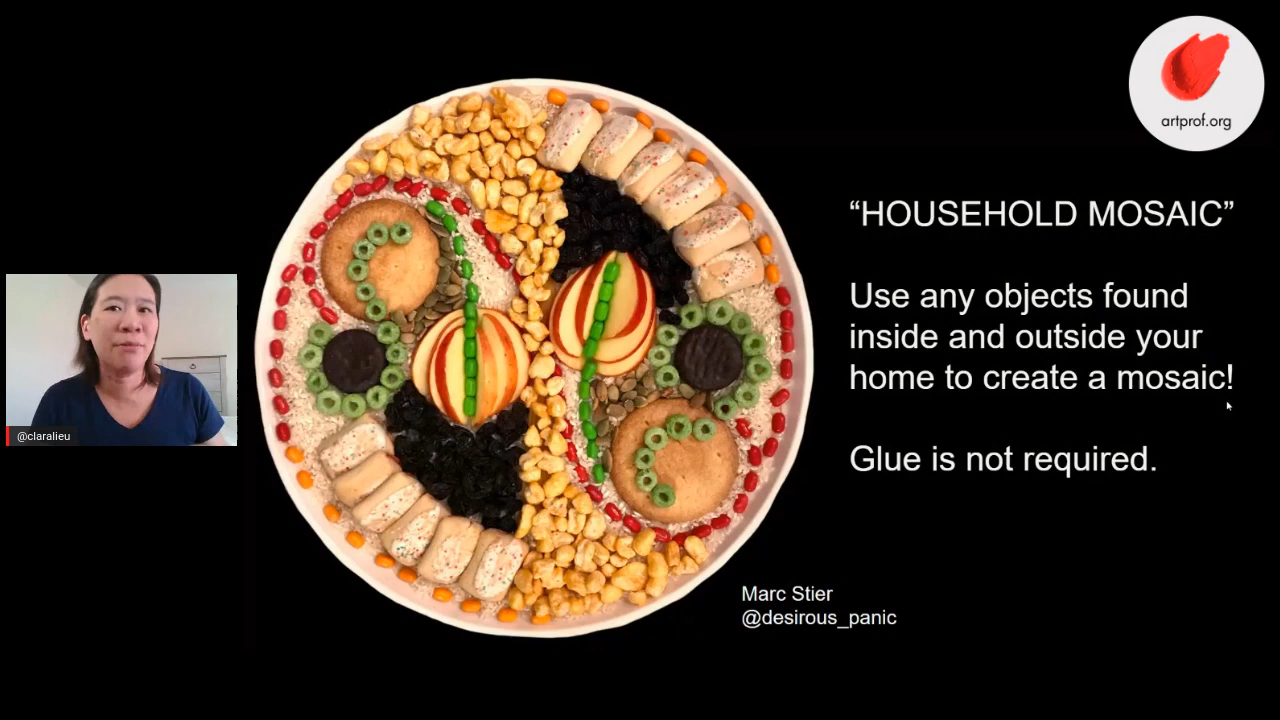 artprof.org
“HOUSEHOLD MOSAIC”
Use any objects found
inside and outside your
home to create a mosaic!
Glue is not required.
@claralieu
Marc Stier
@desirous_panic